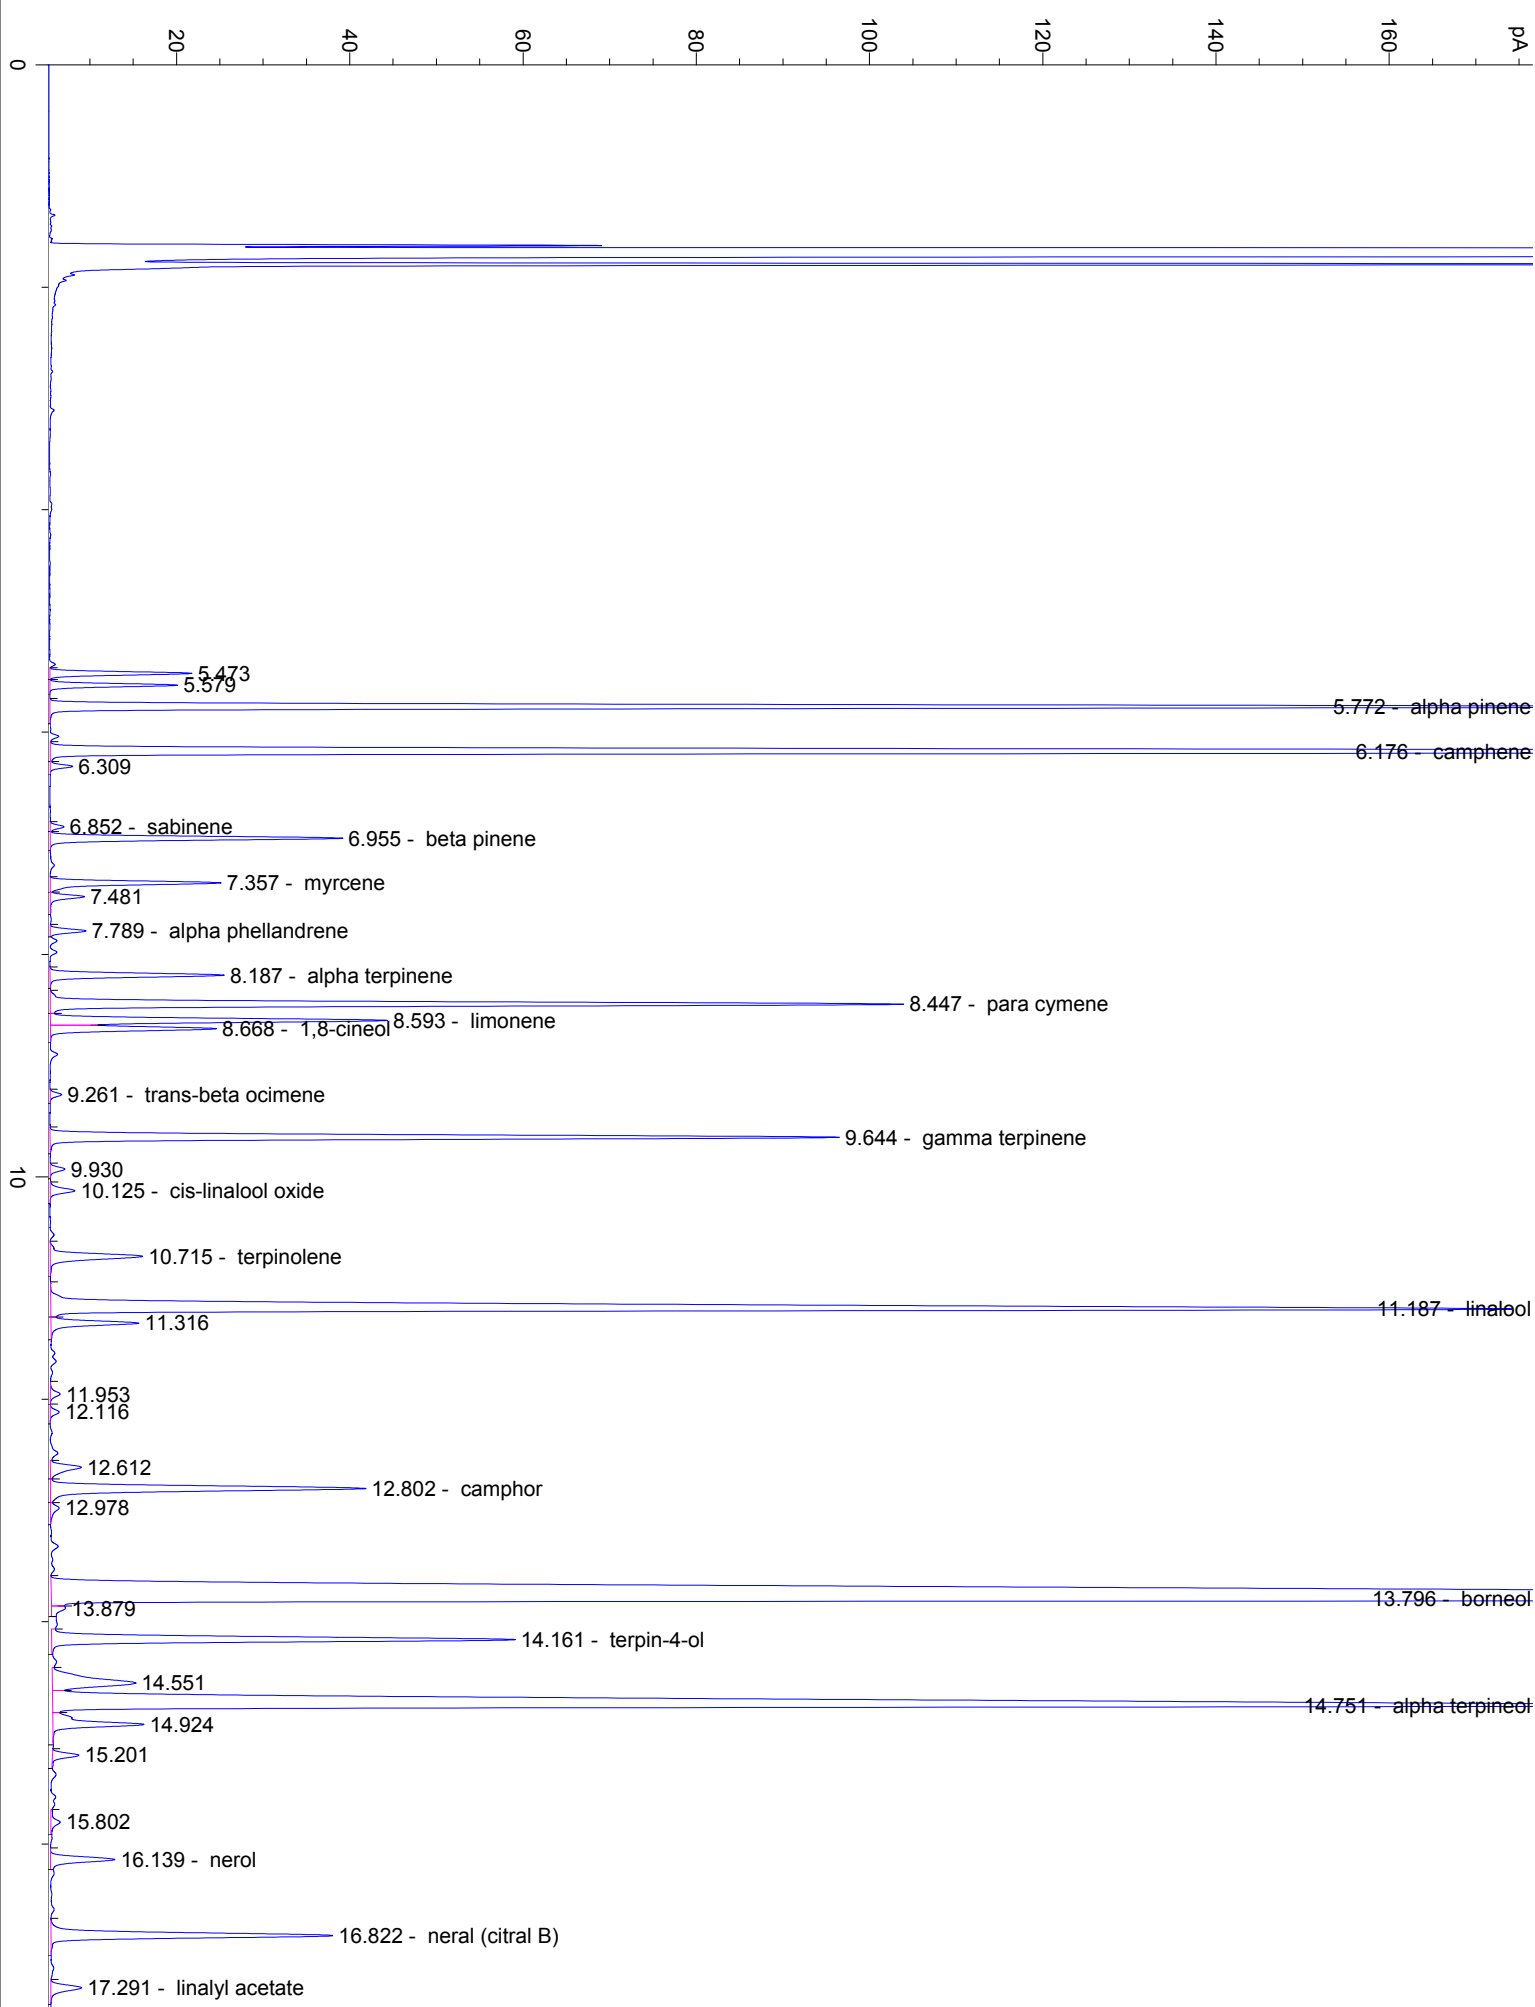 pA
20
40
60
80
100
120
140
160
0
5.473
5.579
5.772 - alpha pinene
6.176 - camphene
6.309
6.852 - sabinene
6.955 - beta pinene
7.357 - myrcene
7.481
7.789 - alpha phellandrene
8.187 - alpha terpinene
8.447 - para cymene
8.593 - limonene
8.668 - 1,8-cineol
9.261 - trans-beta ocimene
9.644 - gamma terpinene
9.930
10
10.125 - cis-linalool oxide
10.715 - terpinolene
11.187 - linalool
11.316
11.953
12.116
12.612
12.802 - camphor
12.978
13.796 - borneol
13.879
14.161 - terpin-4-ol
14.551
14.751 - alpha terpineol
14.924
15.201
15.802
16.139 - nerol
16.822 - neral (citral B)
17.291 - linalyl acetate